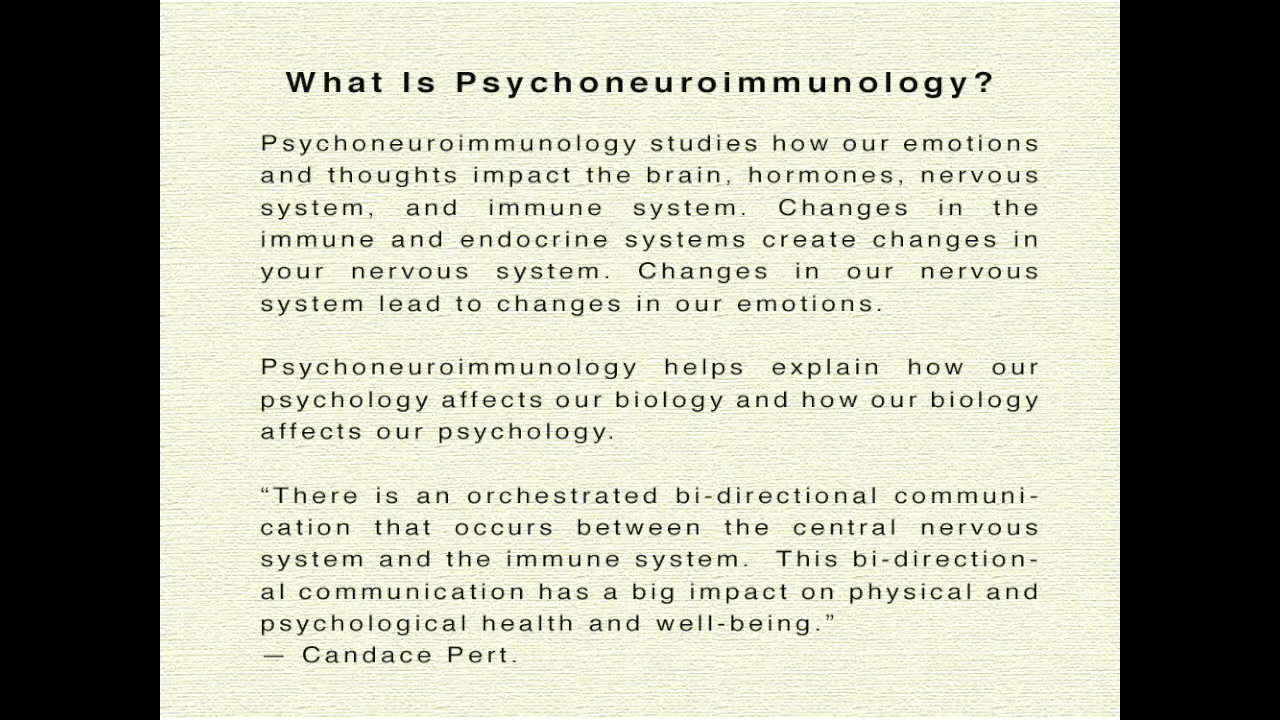 What Is Psychoneuroimmunology?
Psychoneuroimmunology studies how our emotions
and thoughts impact the brain, hormones, nervous
system, and immune system. Changes in the
immune and endocrine systems create changes in
your nervous system. Changes in our nervous
system lead to changes in our emotions.
Psychoneuroimmunology helps explain how our
psychology affects our biology and how our biology
affects our psychology.
“There is an orchestrated bi-directional communi-
cation that occurs between the central nervous
system and the immune system. This bi-direction-
al communication has a big impact on physical and
psychological health and well-being.”
— Candace Pert.